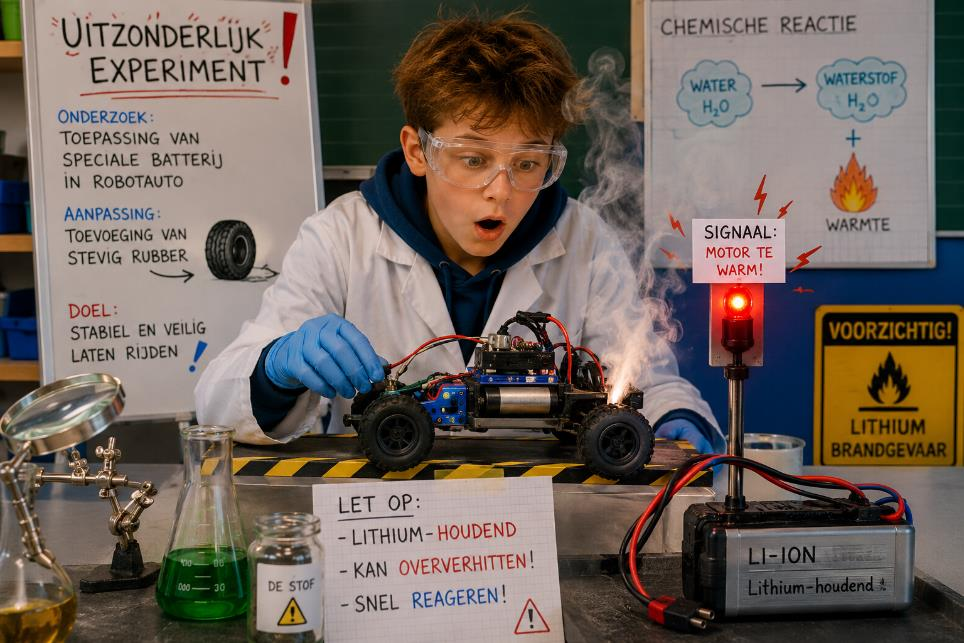 UITZONDERLIJK
EXPERIMENT!
ONDERZOEK:
TOEPASSING VAN
SPECIALE BATTERIJ
IN ROBOTAUTO
AANPASSING:
TOEVOEGING VAN
STEVIG RUBBER
DOEL:
STABIEL EN VEILIG
LATEN RIJDEN!
CHEMISCHE REACTIE
WATER
H₂O
WATERSTOF
H₂O
+
WARMTE
SIGNAAL:
MOTOR TE
WARM!
VOORZICHTIG!
LITHIUM
BRANDGEVAAR
DE STOF
LET OP:
- LITHIUM-HOUDEND
- KAN OVERVERHITTEN!
- SNEL REAGEREN!
LI-ION
Lithium-houdend